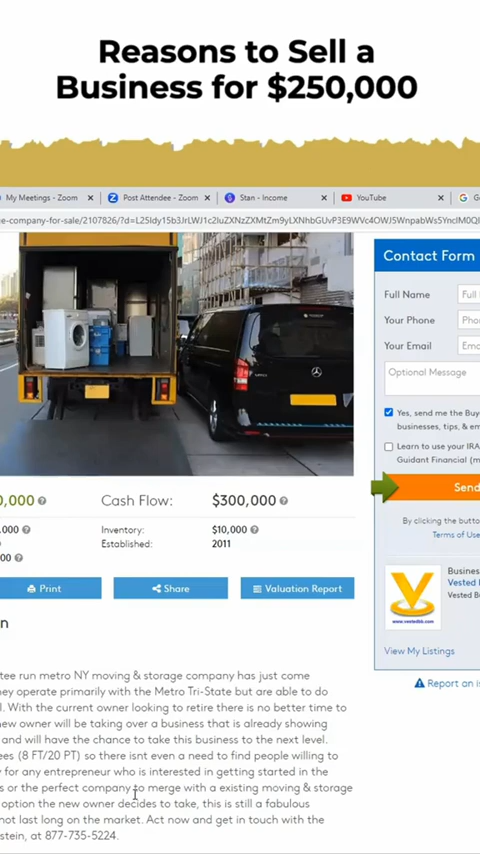 Reasons to Sell a
Business for $250,000
My Meetings - Zoom
Post Attendee - Zoom
Stan - Income
YouTube
Contact Form
Full Name
Your Phone
Your Email
Optional Message
Yes, send me the Buy
businesses, tips, & em
Learn to use your IRA
Guidant Financial (m
Send
By clicking the butto
Terms of Use
0,000 Cash Flow: $300,000
.000 Inventory: $10,000
Established: 2011
00
Print
Share
Valuation Report
Busines
Vested
Vested B
www.vestedbb.com
View My Listings
Report an is
n
tee run metro NY moving & storage company has just come
hey operate primarily with the Metro Tri-State but are able to do
l. With the current owner looking to retire there is no better time to
new owner will be taking over a business that is already showing
and will have the chance to take this business to the next level.
ees (8 FT/20 PT) so there isnt even a need to find people willing to
y for any entrepreneur who is interested in getting started in the
s or the perfect company to merge with a existing moving & storage
option the new owner decides to take, this is still a fabulous
not last long on the market. Act now and get in touch with the
stein, at 877-735-5224.